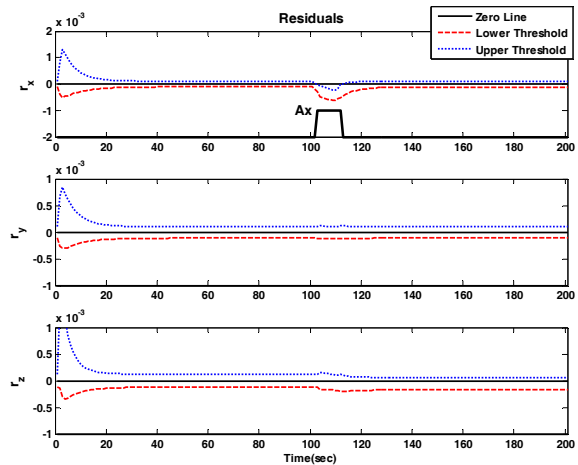 Residuals
Zero Line
Lower Threshold
Upper Threshold
x 10^-3
2
1
0
-1
-2
r_x
Ax
0 20 40 60 80 100 120 140 160 180 200
x 10^-3
1
0.5
0
-0.5
-1
r_y
0 20 40 60 80 100 120 140 160 180 200
x 10^-3
1
0.5
0
-0.5
-1
r_z
0 20 40 60 80 100 120 140 160 180 200
Time(sec)